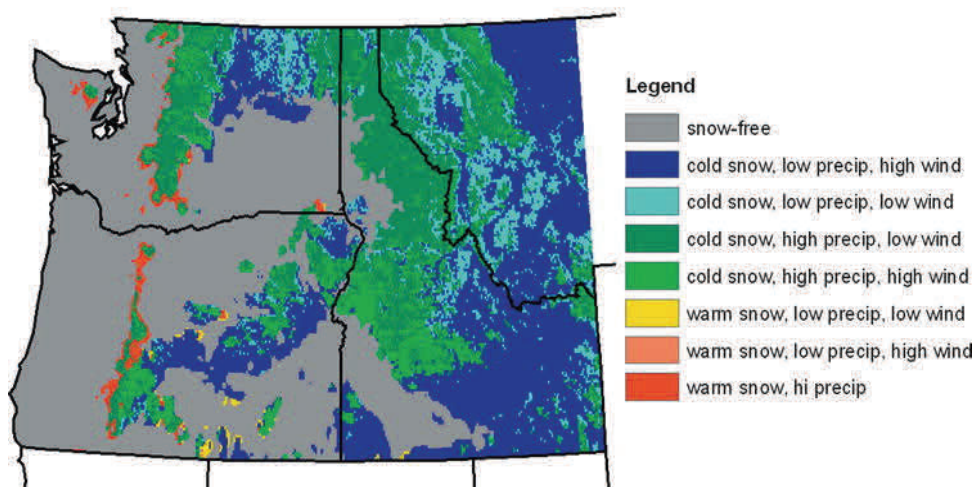 Legend
snow-free
cold snow, low precip, high wind
cold snow, low precip, low wind
cold snow, high precip, low wind
cold snow, high precip, high wind
warm snow, low precip, low wind
warm snow, low precip, high wind
warm snow, hi precip